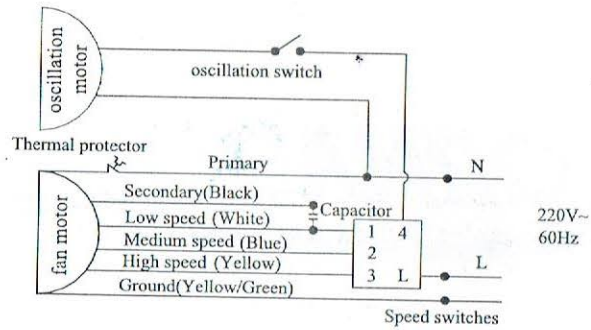 oscillation
motor
oscillation switch
Thermal protector
Primary
N
Secondary(Black)
Capacitor
Low speed (White)
220V~
60Hz
fan motor
Medium speed (Blue)
High speed (Yellow)
1 4
2
3 L
L
Ground(Yellow/Green)
Speed switches